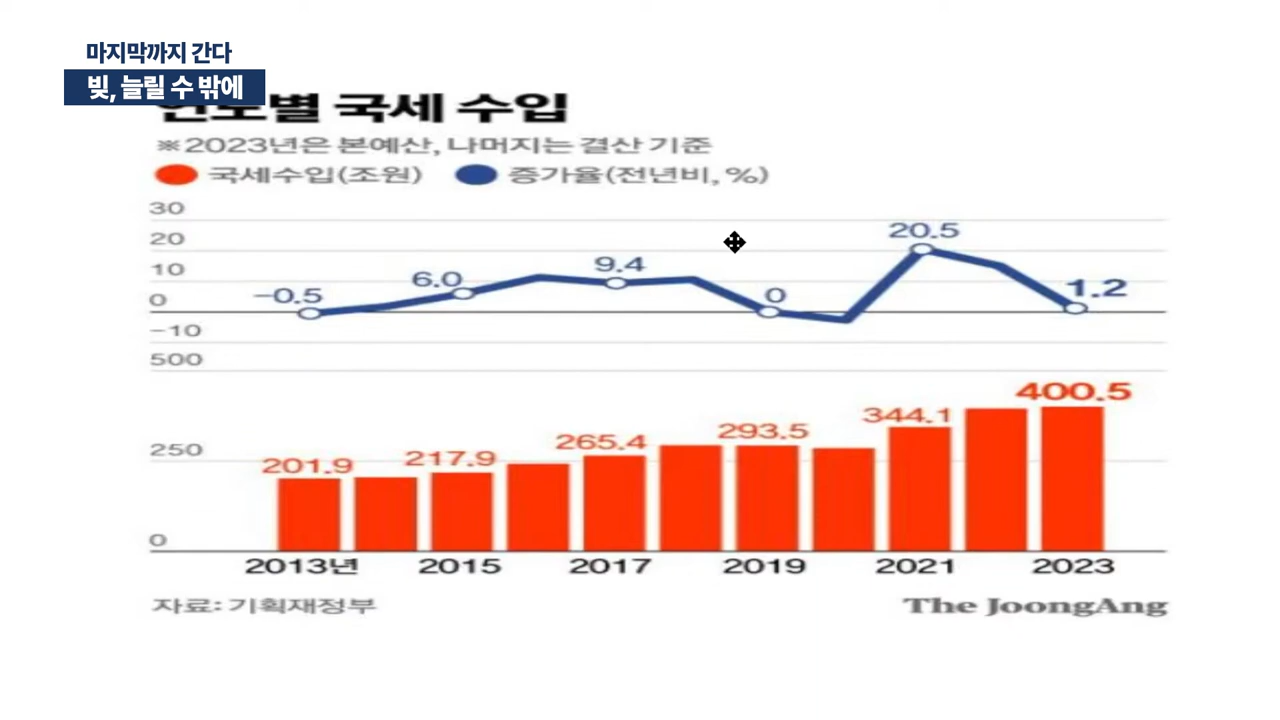 마지막까지 간다
빚, 늘릴 수 밖에
연도별 국세 수입
※2023년은 본예산, 나머지는 결산 기준
국세수입(조원) 증가율(전년비, %)
30
20
10
0
-10
-0.5 6.0 9.4 0 20.5 1.2
500
250
0
201.9 217.9 265.4 293.5 344.1 400.5
2013년 2015 2017 2019 2021 2023
자료: 기획재정부
The JoongAng